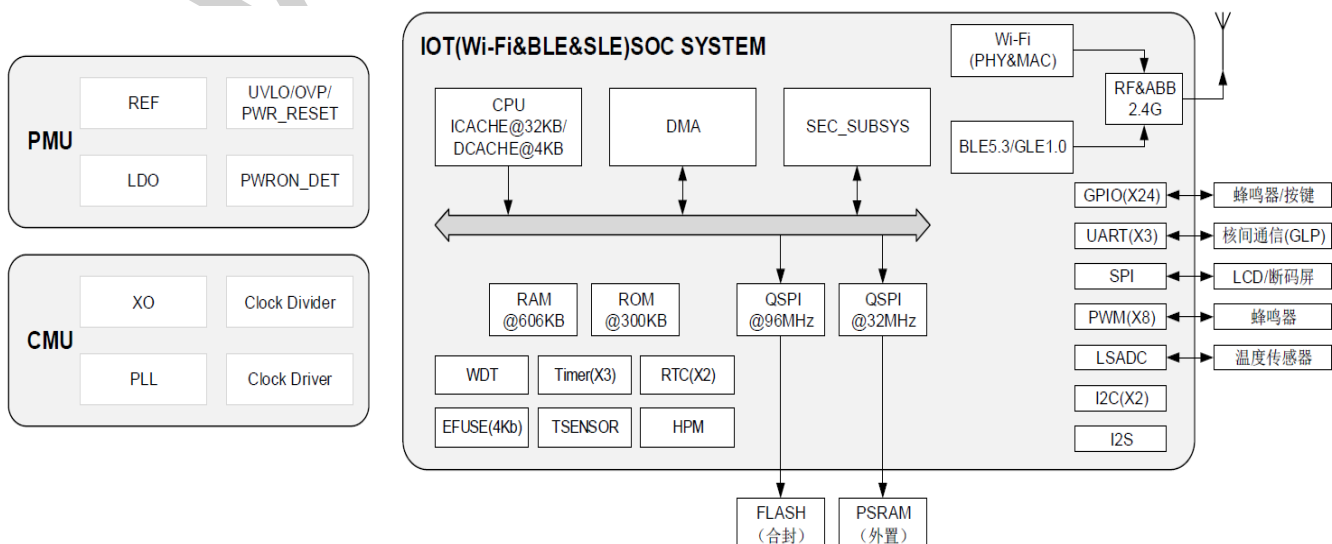 PMU
REF
UVLO/OVP/
PWR_RESET
LDO
PWRON_DET
CMU
XO
Clock Divider
PLL
Clock Driver
IOT(Wi-Fi&BLE&SLE)SOC SYSTEM
CPU
ICACHE@32KB/
DCACHE@4KB
DMA
SEC_SUBSYS
Wi-Fi
(PHY&MAC)
BLE5.3/GLE1.0
RF&ABB
2.4G
RAM
@606KB
ROM
@300KB
QSPI
@96MHz
QSPI
@32MHz
WDT
Timer(X3)
RTC(X2)
EFUSE(4Kb)
TSENSOR
HPM
GPIO(X24)
蜂鸣器/按键
UART(X3)
核间通信(GLP)
SPI
LCD/断码屏
PWM(X8)
蜂鸣器
LSADC
温度传感器
I2C(X2)
I2S
FLASH
（合封）
PSRAM
（外置）